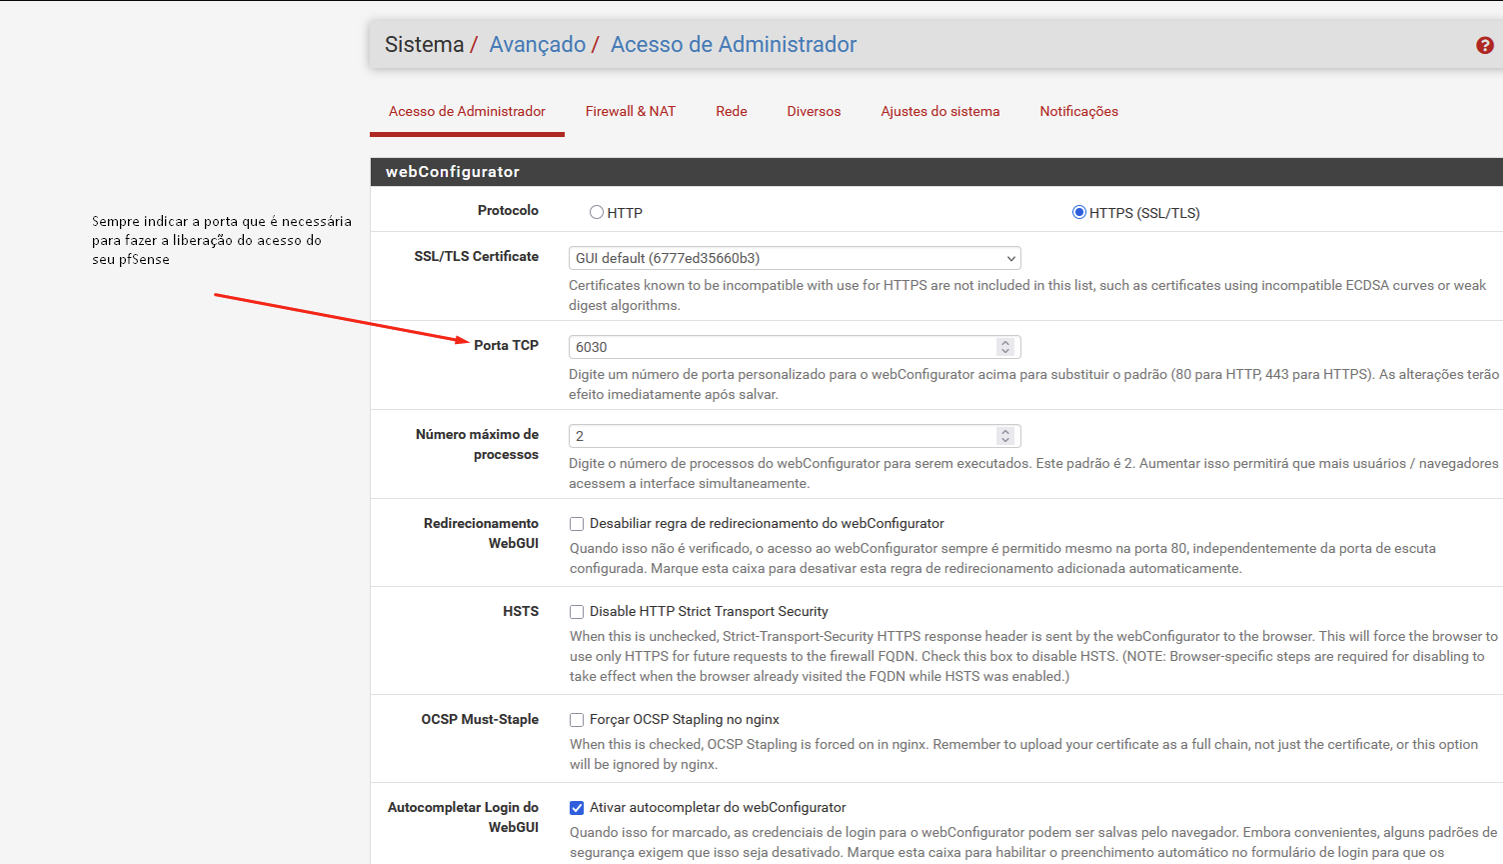 Sistema / Avançado / Acesso de Administrador
?
Acesso de Administrador Firewall & NAT Rede Diversos Ajustes do sistema Notificações
webConfigurator
Protocolo HTTP HTTPS (SSL/TLS)
Sempre indicar a porta que é necessária
para fazer a liberação do acesso do
seu pfSense
SSL/TLS Certificate GUI default (6777ed35660b3)
Certificates known to be incompatible with use for HTTPS are not included in this list, such as certificates using incompatible ECDSA curves or weak
digest algorithms.
Porta TCP 6030
Digite um número de porta personalizado para o webConfigurator acima para substituir o padrão (80 para HTTP, 443 para HTTPS). As alterações terão
efeito imediatamente após salvar.
Número máximo de
processos
2
Digite o número de processos do webConfigurator para serem executados. Este padrão é 2. Aumentar isso permitirá que mais usuários / navegadores
acessem a interface simultaneamente.
Redirecionamento
WebGUI
Desabiliar regra de redirecionamento do webConfigurator
Quando isso não é verificado, o acesso ao webConfigurator sempre é permitido mesmo na porta 80, independentemente da porta de escuta
configurada. Marque esta caixa para desativar esta regra de redirecionamento adicionada automaticamente.
HSTS Disable HTTP Strict Transport Security
When this is unchecked, Strict-Transport-Security HTTPS response header is sent by the webConfigurator to the browser. This will force the browser to
use only HTTPS for future requests to the firewall FQDN. Check this box to disable HSTS. (NOTE: Browser-specific steps are required for disabling to
take effect when the browser already visited the FQDN while HSTS was enabled.)
OCSP Must-Staple Forçar OCSP Stapling no nginx
When this is checked, OCSP Stapling is forced on in nginx. Remember to upload your certificate as a full chain, not just the certificate, or this option
will be ignored by nginx.
Autocompletar Login do
WebGUI
Ativar autocompletar do webConfigurator
Quando isso for marcado, as credenciais de login para o webConfigurator podem ser salvas pelo navegador. Embora convenientes, alguns padrões de
segurança exigem que isso seja desativado. Marque esta caixa para habilitar o preenchimento automático no formulário de login para que os